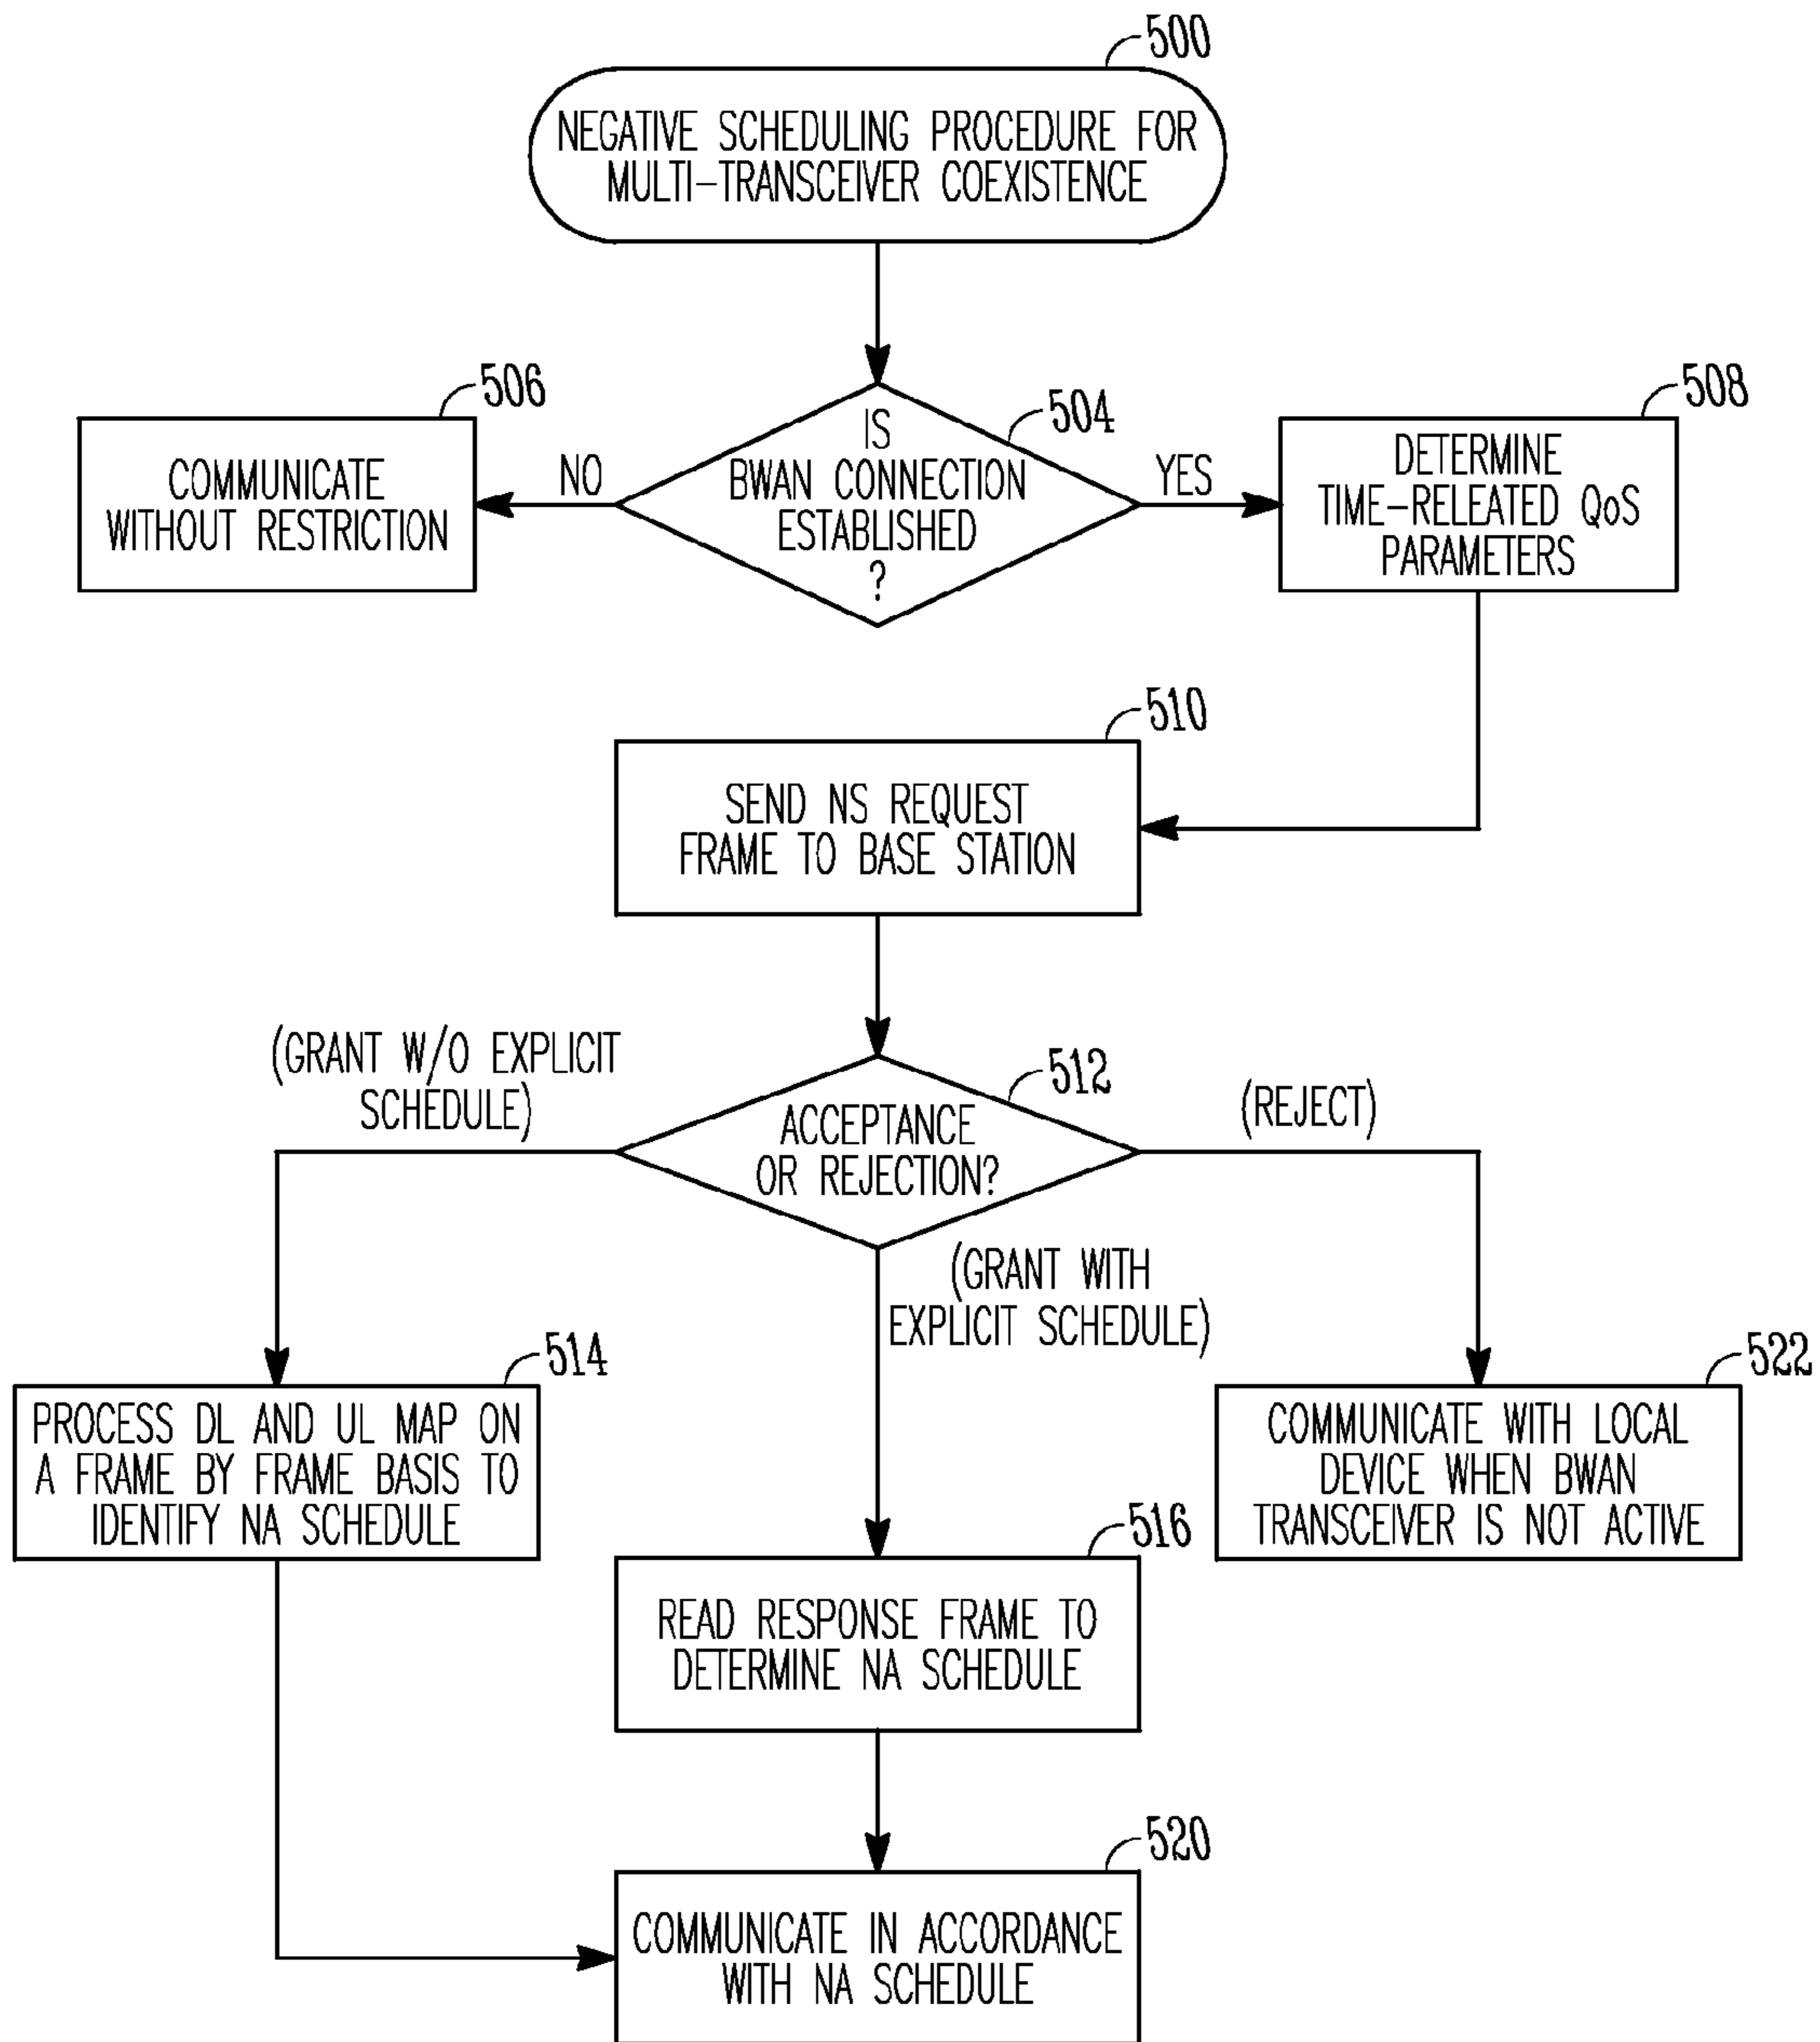 500
NEGATIVE SCHEDULING PROCEDURE FOR
MULTI-TRANSCEIVER COEXISTENCE
506
504
508
COMMUNICATE
WITHOUT RESTRICTION
NO
IS
BWAN CONNECTION
ESTABLISHED
?
YES
DETERMINE
TIME-RELEATED QoS
PARAMETERS
510
SEND NS REQUEST
FRAME TO BASE STATION
(GRANT W/O EXPLICIT
SCHEDULE)
512
ACCEPTANCE
OR REJECTION?
(REJECT)
(GRANT WITH
EXPLICIT SCHEDULE)
514
PROCESS DL AND UL MAP ON
A FRAME BY FRAME BASIS TO
IDENTIFY NA SCHEDULE
522
COMMUNICATE WITH LOCAL
DEVICE WHEN BWAN
TRANSCEIVER IS NOT ACTIVE
516
READ RESPONSE FRAME TO
DETERMINE NA SCHEDULE
520
COMMUNICATE IN ACCORDANCE
WITH NA SCHEDULE